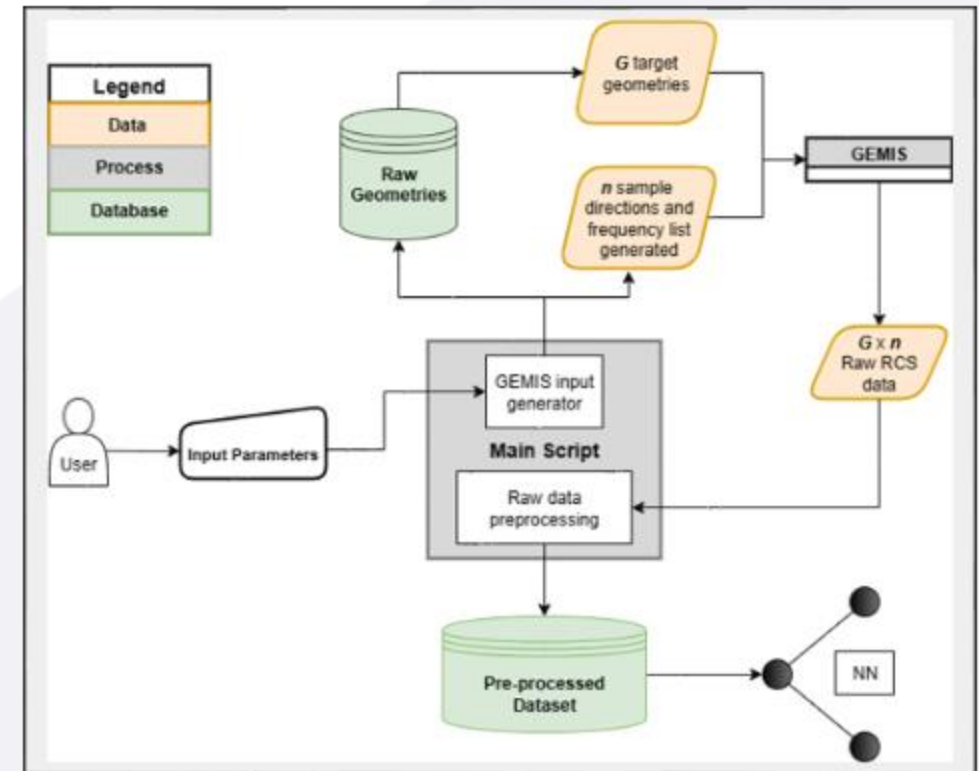 Legend
Data
Process
Database
Raw
Geometries
G target
geometries
n sample
directions and
frequency list
generated
GEMIS
G x n
Raw RCS
data
User
Input Parameters
GEMIS input
generator
Main Script
Raw data
preprocessing
Pre-processed
Dataset
NN